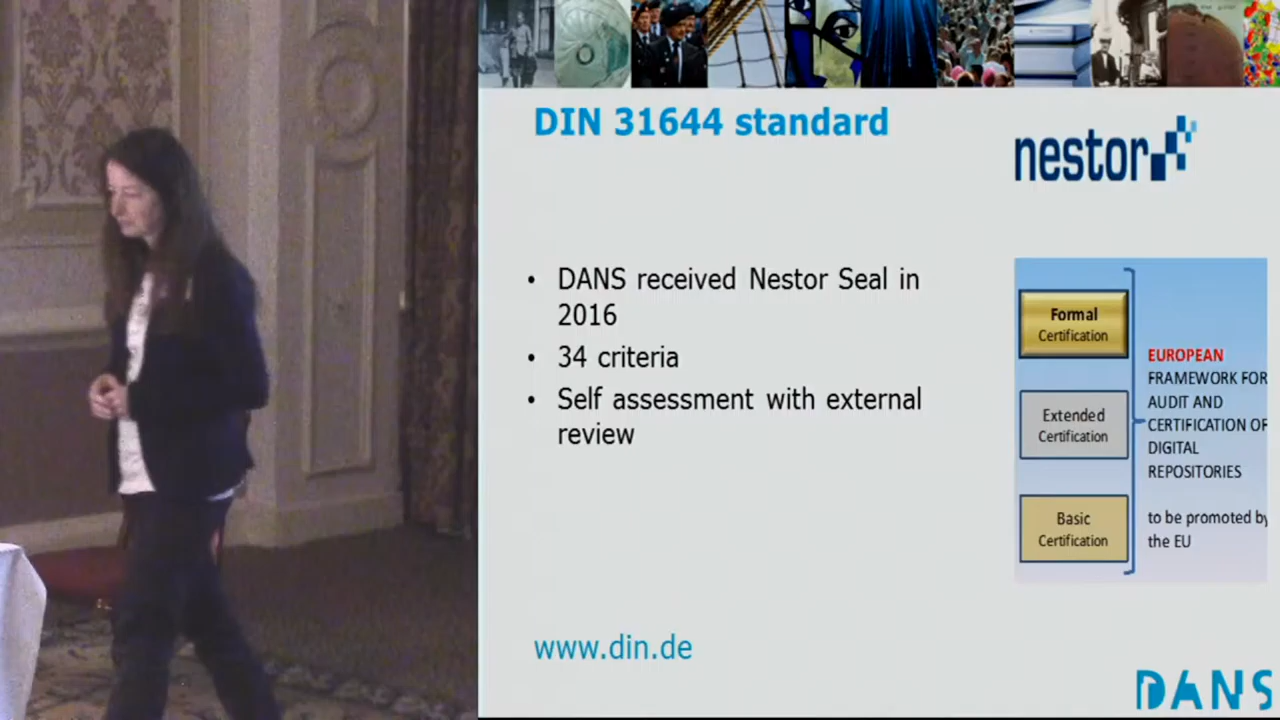 DIN 31644 standard
nestor
• DANS received Nestor Seal in
2016
• 34 criteria
• Self assessment with external
review
Formal
Certification
Extended
Certification
Basic
Certification
EUROPEAN
FRAMEWORK FOR
AUDIT AND
CERTIFICATION OF
DIGITAL
REPOSITORIES
to be promoted by
the EU
www.din.de
DANS